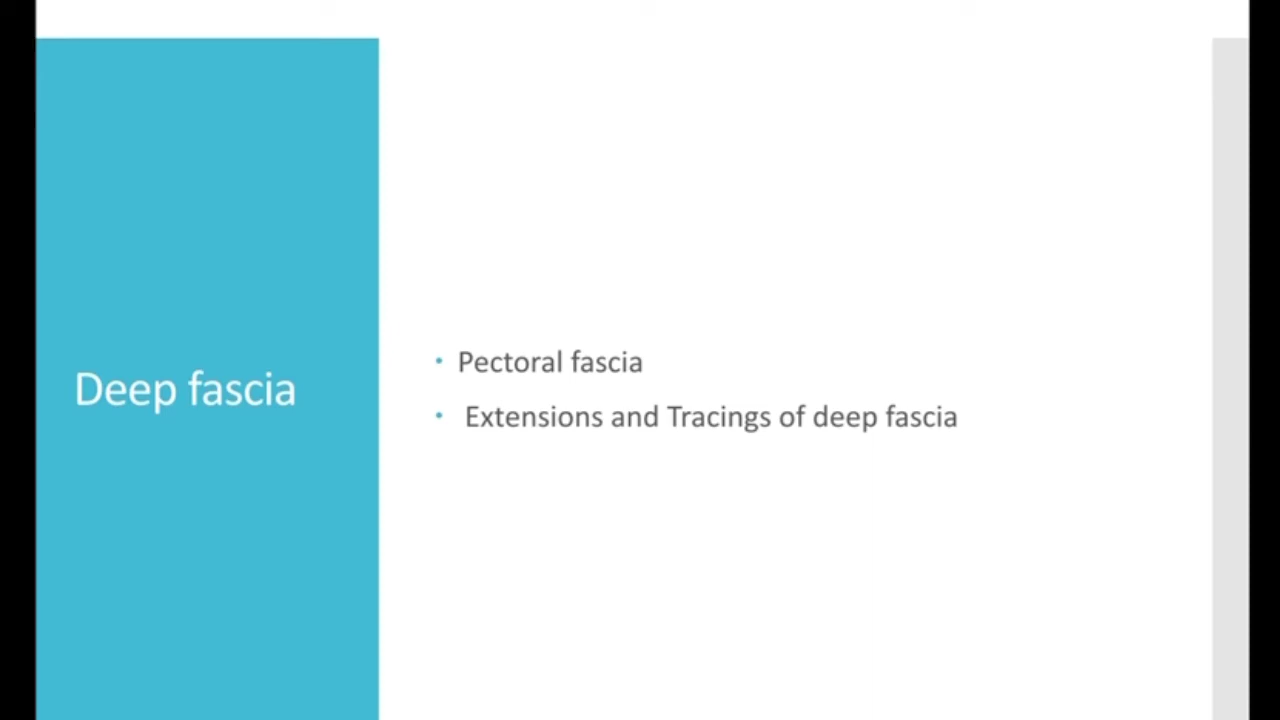 Deep fascia
• Pectoral fascia
• Extensions and Tracings of deep fascia